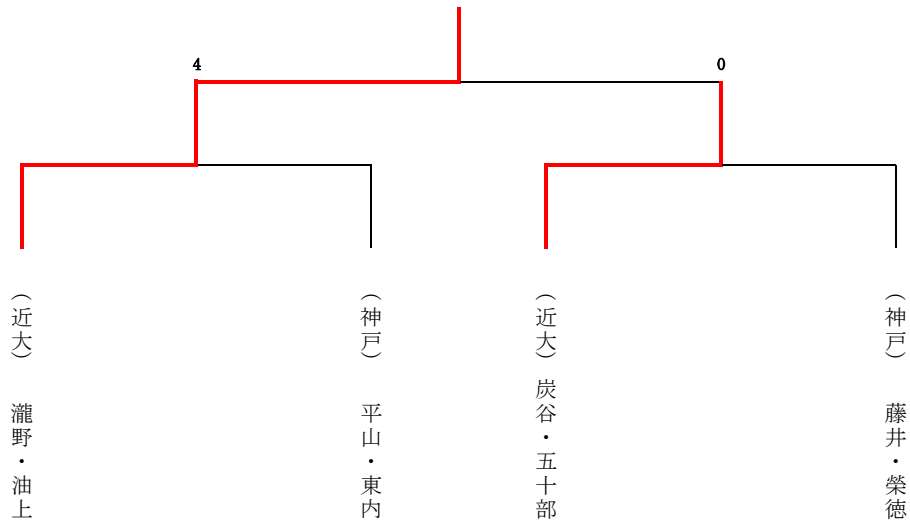 4
0
（近大） 瀧野・油上
（神戸） 平山・東内
（近大） 炭谷・五十部
（神戸） 藤井・榮徳